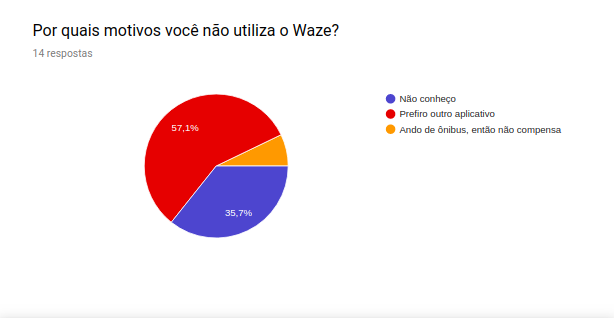 Por quais motivos você não utiliza o Waze?
14 respostas
57,1%
35,7%
Não conheço
Prefiro outro aplicativo
Ando de ônibus, então não compensa